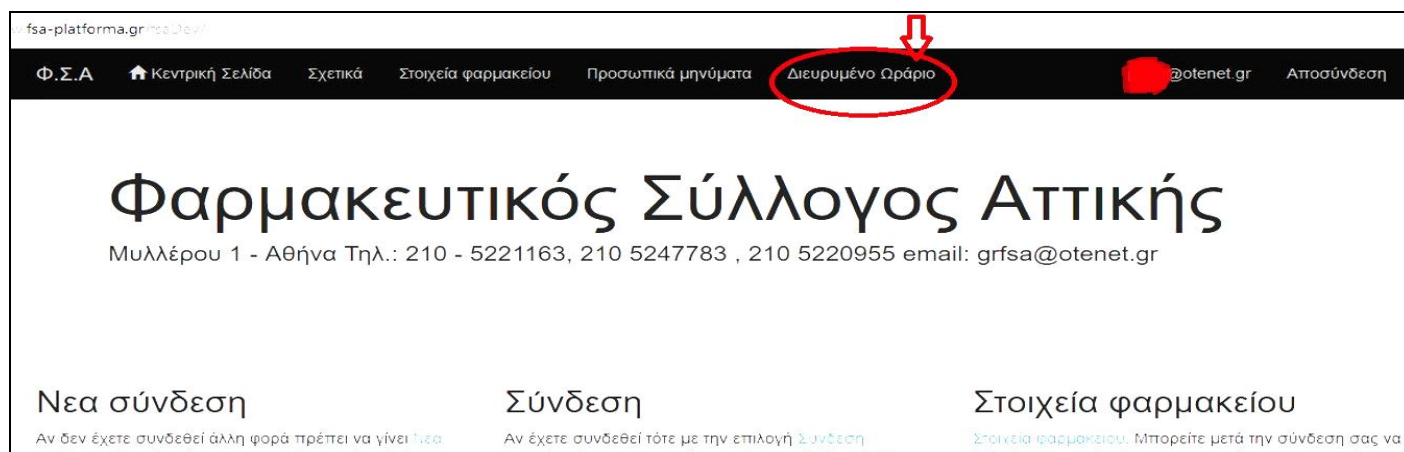 fsa-platforma.gr/fsaDev/
Φ.Σ.Α Κεντρική Σελίδα Σχετικά Στοιχεία φαρμακείου Προσωπικά μηνύματα Διευρυμένο Ωράριο @otenet.gr Αποσύνδεση
Φαρμακευτικός Σύλλογος Αττικής
Μυλλέρου 1 - Αθήνα Τηλ.: 210 - 5221163, 210 5247783 , 210 5220955 email: grfsa@otenet.gr
Νεα σύνδεση Σύνδεση Στοιχεία φαρμακείου
Αν δεν έχετε συνδεθεί άλλη φορά πρέπει να γίνει Νεα Αν έχετε συνδεθεί τότε με την επιλογή Σύνδεση Στοιχεία φαρμακείου. Μπορείτε μετά την σύνδεση σας να